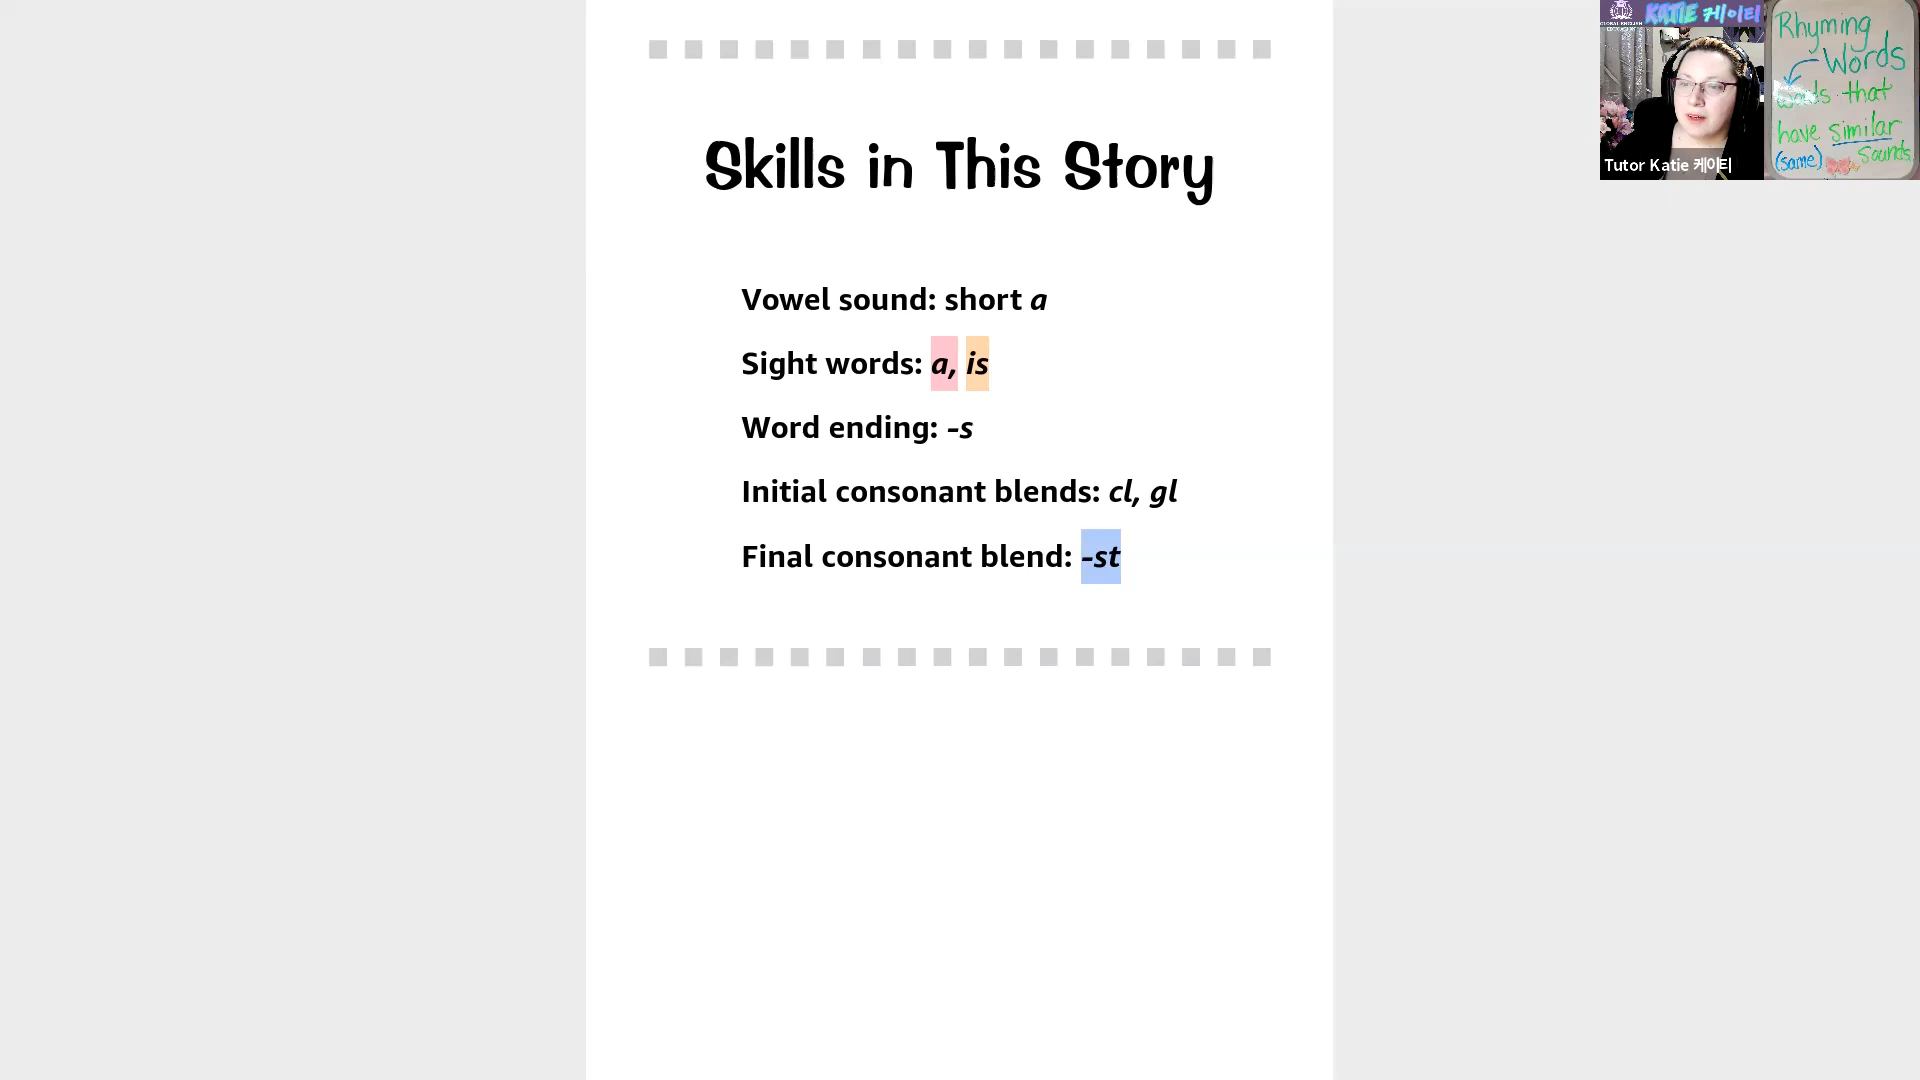 Skills in This Story
Vowel sound: short a
Sight words: a, is
Word ending: -s
Initial consonant blends: cl, gl
Final consonant blend: -st
KATIE 케이티
Tutor Katie 케이티
Rhyming
Words
words that
have similar
(same) sounds